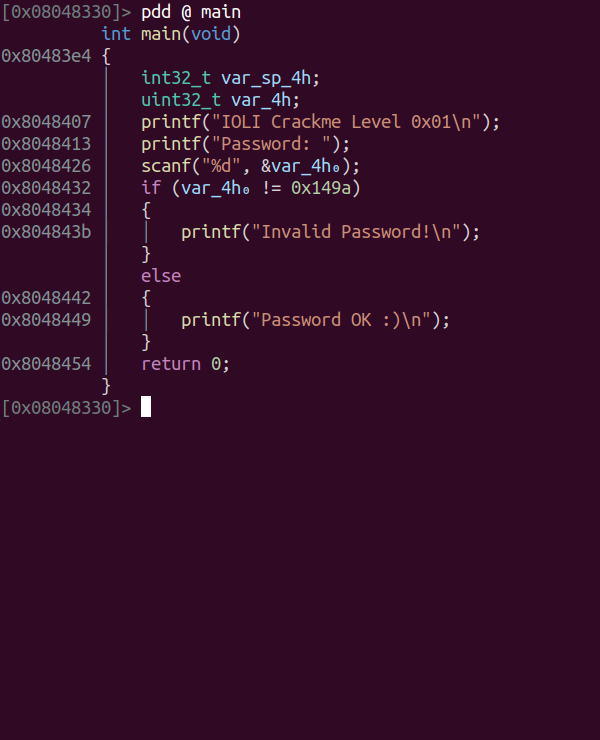 [0x08048330]> pdd @ main
int main(void)
0x80483e4 {
│ int32_t var_sp_4h;
│ uint32_t var_4h;
0x8048407 │ printf("IOLI Crackme Level 0x01\n");
0x8048413 │ printf("Password: ");
0x8048426 │ scanf("%d", &var_4h₀);
0x8048432 │ if (var_4h₀ != 0x149a)
0x8048434 │ {
0x804843b │ │ printf("Invalid Password!\n");
│ }
│ else
0x8048442 │ {
0x8048449 │ │ printf("Password OK :)\n");
│ }
0x8048454 │ return 0;
}
[0x08048330]>